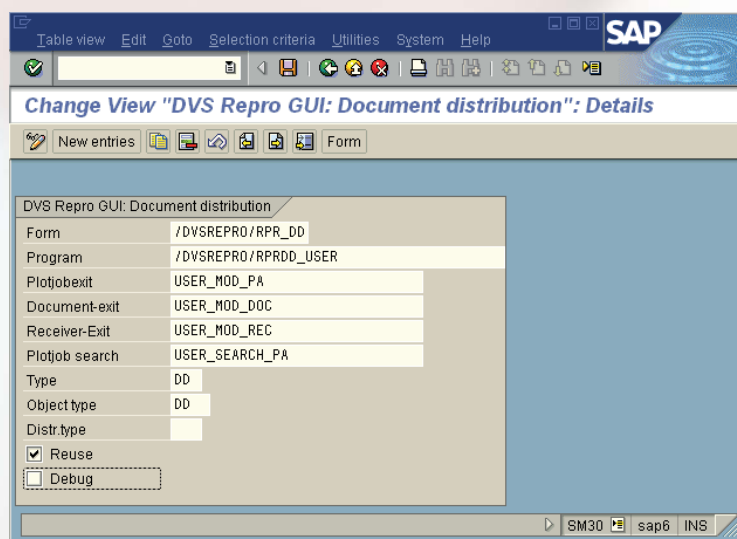 SAP
Table view Edit Goto Selection criteria Utilities System Help
Change View "DVS Repro GUI: Document distribution": Details
New entries Form
DVS Repro GUI: Document distribution
Form /DVSREPRO/RPR_DD
Program /DVSREPRO/RPRDD_USER
Plotjobexit USER_MOD_PA
Document-exit USER_MOD_DOC
Receiver-Exit USER_MOD_REC
Plotjob search USER_SEARCH_PA
Type DD
Object type DD
Distr.type
Reuse
Debug
SM30 sap6 INS